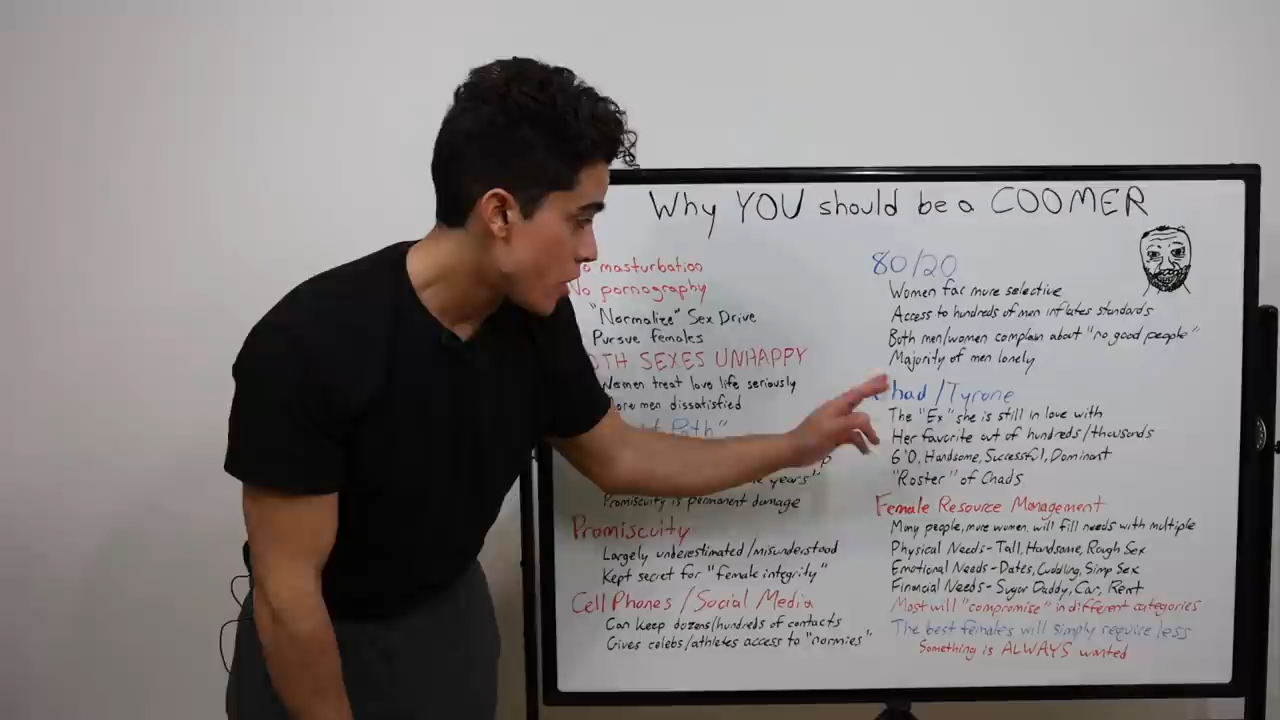 Why YOU should be a COOMER
masturbation
No pornography
"Normalize" Sex Drive
Pursue females
SEXES UNHAPPY
Women treat love life seriously
More men dissatisfied
Path"
years"
Promiscuity is permanent damage
Promiscuity
Largely underestimated/misunderstood
Kept secret for "female integrity"
Cell Phones / Social Media
Can keep dozens/hundreds of contacts
Gives celebs/athletes access to "normies"
80/20
Women far more selective
Access to hundreds of men inflates standards
Both men/women complain about "no good people"
Majority of men lonely
Chad / Tyrone
The "Ex" she is still in love with
Her favorite out of hundreds/thousands
6'0, Handsome, Successful, Dominant
"Roster" of Chads
Female Resource Management
Many people, more women, will fill needs with multiple
Physical Needs - Tall, Handsome, Rough Sex
Emotional Needs - Dates, Cuddling, Simp Sex
Financial Needs - Sugar Daddy, Car, Rent
Most will "compromise" in different categories
The best females will simply require less
Something is ALWAYS wanted